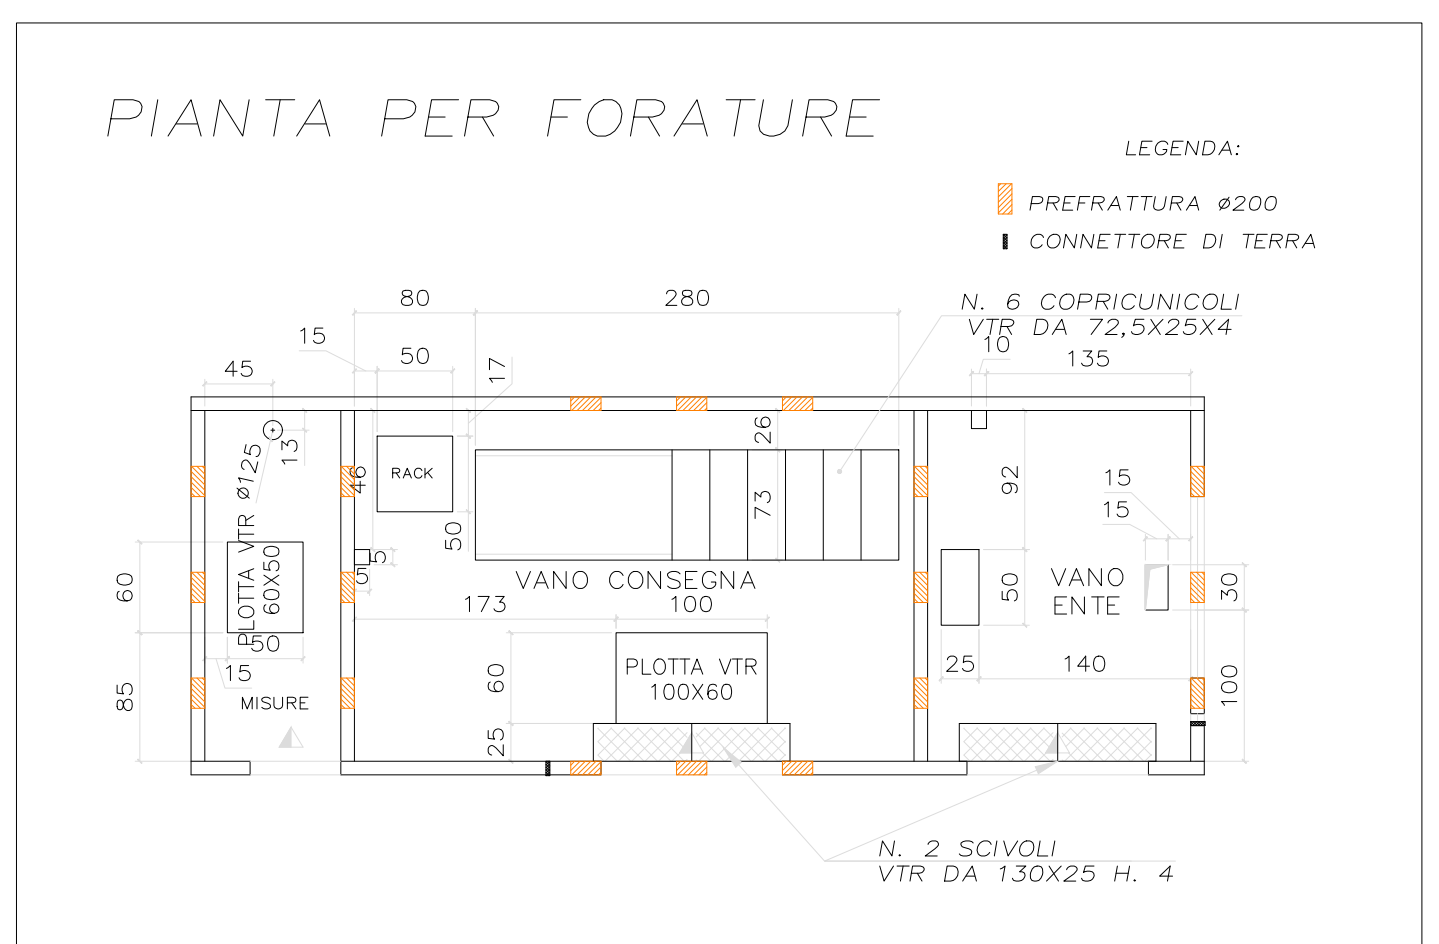 PIANTA PER FORATURE
LEGENDA:
PREFRATTURA ø200
CONNETTORE DI TERRA
N. 6 COPRICUNICOLI
VTR DA 72,5X25X4
80
280
15
50
45
17
10
135
13
PLOTTA VTR Ø125
46
RACK
26
73
92
15
15
50
5
5
VANO CONSEGNA
VANO
ENTE
60
60X50
50
15
85
MISURE
173
100
60
PLOTTA VTR
100X60
25
50
25
140
30
100
N. 2 SCIVOLI
VTR DA 130X25 H. 4